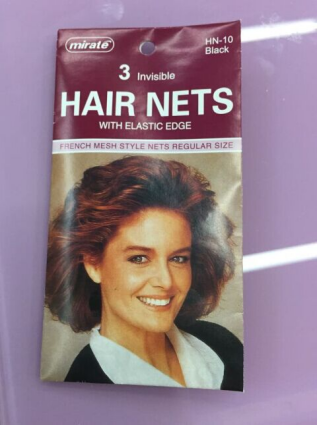 mirate
HN-10
Black
3 Invisible
HAIR NETS
WITH ELASTIC EDGE
FRENCH MESH STYLE NETS REGULAR SIZE